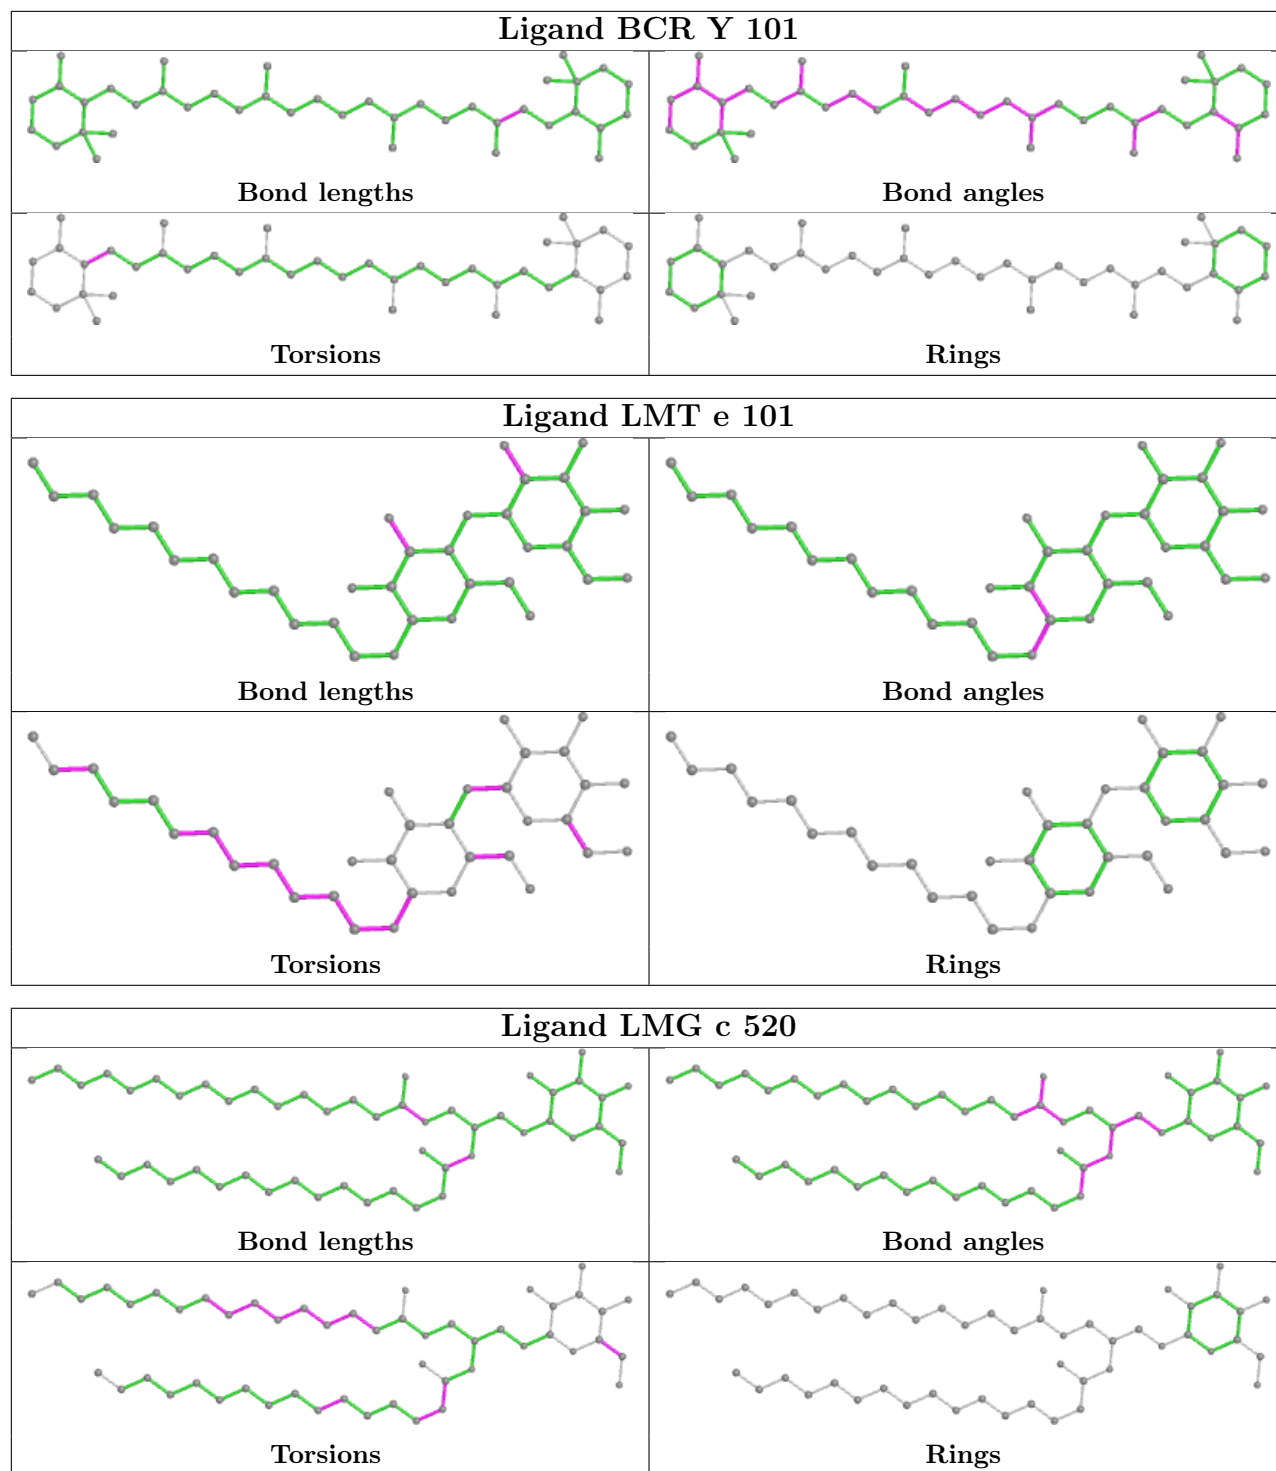 Ligand BCR Y 101
Bond lengths Bond angles
Torsions Rings
Ligand LMT e 101
Bond lengths Bond angles
Torsions Rings
Ligand LMG c 520
Bond lengths Bond angles
Torsions Rings